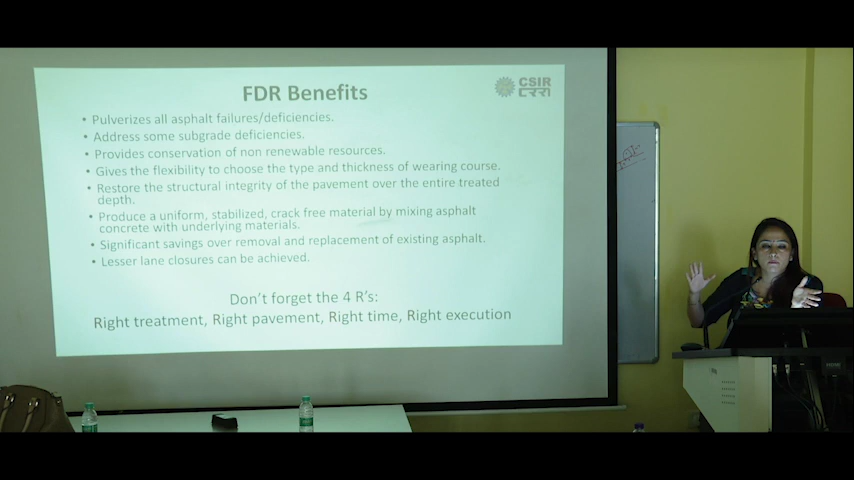 FDR Benefits
CSIR
• Pulverizes all asphalt failures/deficiencies.
• Address some subgrade deficiencies.
• Provides conservation of non renewable resources.
• Gives the flexibility to choose the type and thickness of wearing course.
• Restore the structural integrity of the pavement over the entire treated
depth.
• Produce a uniform, stabilized, crack free material by mixing asphalt
concrete with underlying materials.
• Significant savings over removal and replacement of existing asphalt.
• Lesser lane closures can be achieved.
Don't forget the 4 R's:
Right treatment, Right pavement, Right time, Right execution